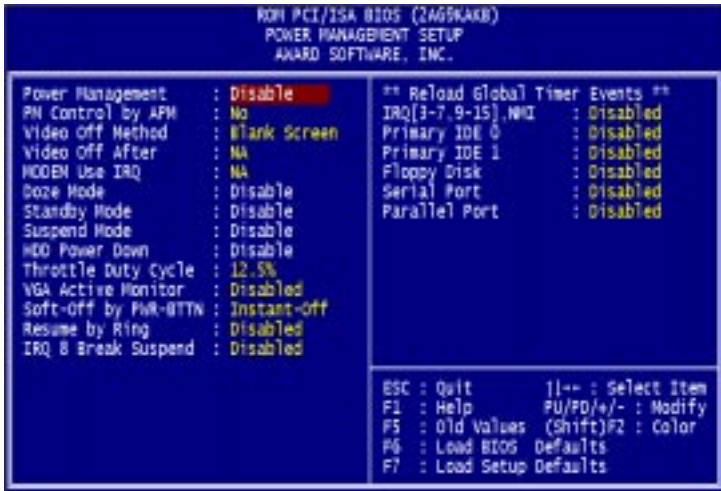 ROM PCI/ISA BIOS (2A69KAKB)
POWER MANAGEMENT SETUP
AWARD SOFTWARE, INC.
Power Management : Disable
PM Control by APM : No
Video Off Method : Blank Screen
Video Off After : NA
MODEM Use IRQ : NA
Doze Mode : Disable
Standby Mode : Disable
Suspend Mode : Disable
HDD Power Down : Disable
Throttle Duty Cycle : 12.5%
VGA Active Monitor : Disabled
Soft-Off by PWR-BTTN : Instant-Off
Resume by Ring : Disabled
IRQ 8 Break Suspend : Disabled
** Reload Global Timer Events **
IRQ[3-7,9-15],NMI : Disabled
Primary IDE 0 : Disabled
Primary IDE 1 : Disabled
Floppy Disk : Disabled
Serial Port : Disabled
Parallel Port : Disabled
ESC : Quit : Select Item
F1 : Help PU/PD/+/- : Modify
F5 : Old Values (Shift)F2 : Color
F6 : Load BIOS Defaults
F7 : Load Setup Defaults